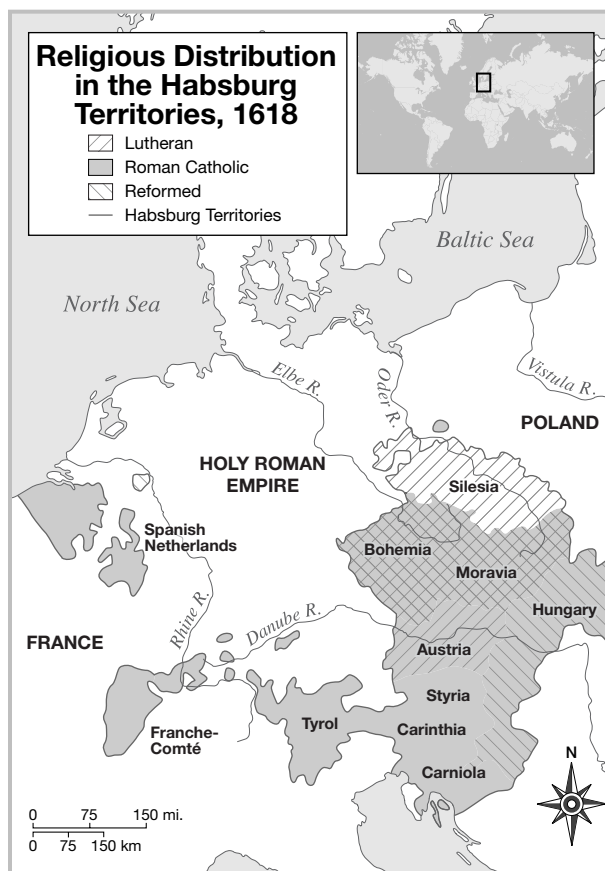 Religious Distribution
in the Habsburg
Territories, 1618
Lutheran
Roman Catholic
Reformed
Habsburg Territories
Baltic Sea
North Sea
Elbe R.
Oder R.
Vistula R.
POLAND
HOLY ROMAN
EMPIRE
Silesia
Spanish
Netherlands
Bohemia
Moravia
Hungary
Rhine R.
Danube R.
FRANCE
Austria
Styria
Tyrol
Carinthia
Franche-
Comté
Carniola
N
0 75 150 mi.
0 75 150 km